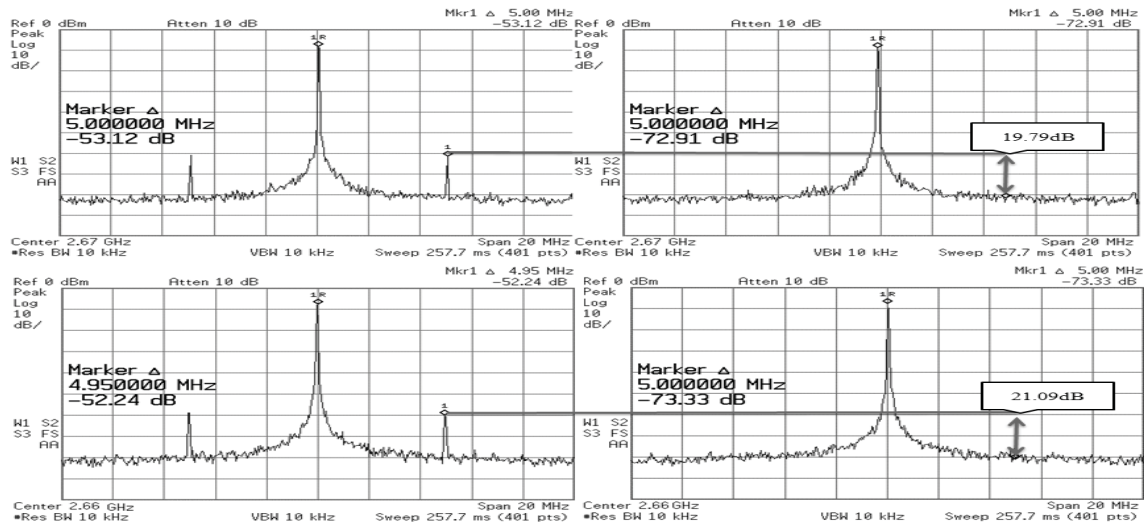 Mkr1 Δ 5.00 MHz
Ref 0 dBm Atten 10 dB -53.12 dB
Peak
Log
10
dB/
1R
Marker Δ
5.000000 MHz
-53.12 dB
1
W1 S2
S3 FS
AA
Center 2.67 GHz Span 20 MHz
*Res BW 10 kHz VBW 10 kHz Sweep 257.7 ms (401 pts)
Mkr1 Δ 5.00 MHz
Ref 0 dBm Atten 10 dB -72.91 dB
Peak
Log
10
dB/
1R
Marker Δ
5.000000 MHz
-72.91 dB
19.79dB
W1 S2
S3 FS
AA
Center 2.67 GHz Span 20 MHz
*Res BW 10 kHz VBW 10 kHz Sweep 257.7 ms (401 pts)
Mkr1 Δ 4.95 MHz
Ref 0 dBm Atten 10 dB -52.24 dB
Peak
Log
10
dB/
1R
Marker Δ
4.950000 MHz
-52.24 dB
1
W1 S2
S3 FS
AA
Center 2.66 GHz Span 20 MHz
*Res BW 10 kHz VBW 10 kHz Sweep 257.7 ms (401 pts)
Mkr1 Δ 5.00 MHz
Ref 0 dBm Atten 10 dB -73.33 dB
Peak
Log
10
dB/
1R
Marker Δ
5.000000 MHz
-73.33 dB
21.09dB
W1 S2
S3 FS
AA
Center 2.66 GHz Span 20 MHz
*Res BW 10 kHz VBW 10 kHz Sweep 257.7 ms (401 pts)